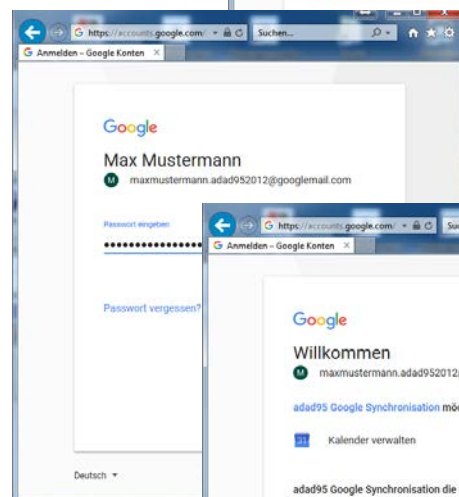 https://accounts.google.com/
Suchen...
Anmelden – Google Konten
Google
Max Mustermann
M
maxmustermann.adad952012@googlemail.com
Passwort eingeben
Passwort vergessen?
Deutsch
https://accounts.google.com/
Anmelden – Google Konten
Google
Willkommen
M
maxmustermann.adad952012
adad95 Google Synchronisation
31
Kalender verwalten
adad95 Google Synchronisation die